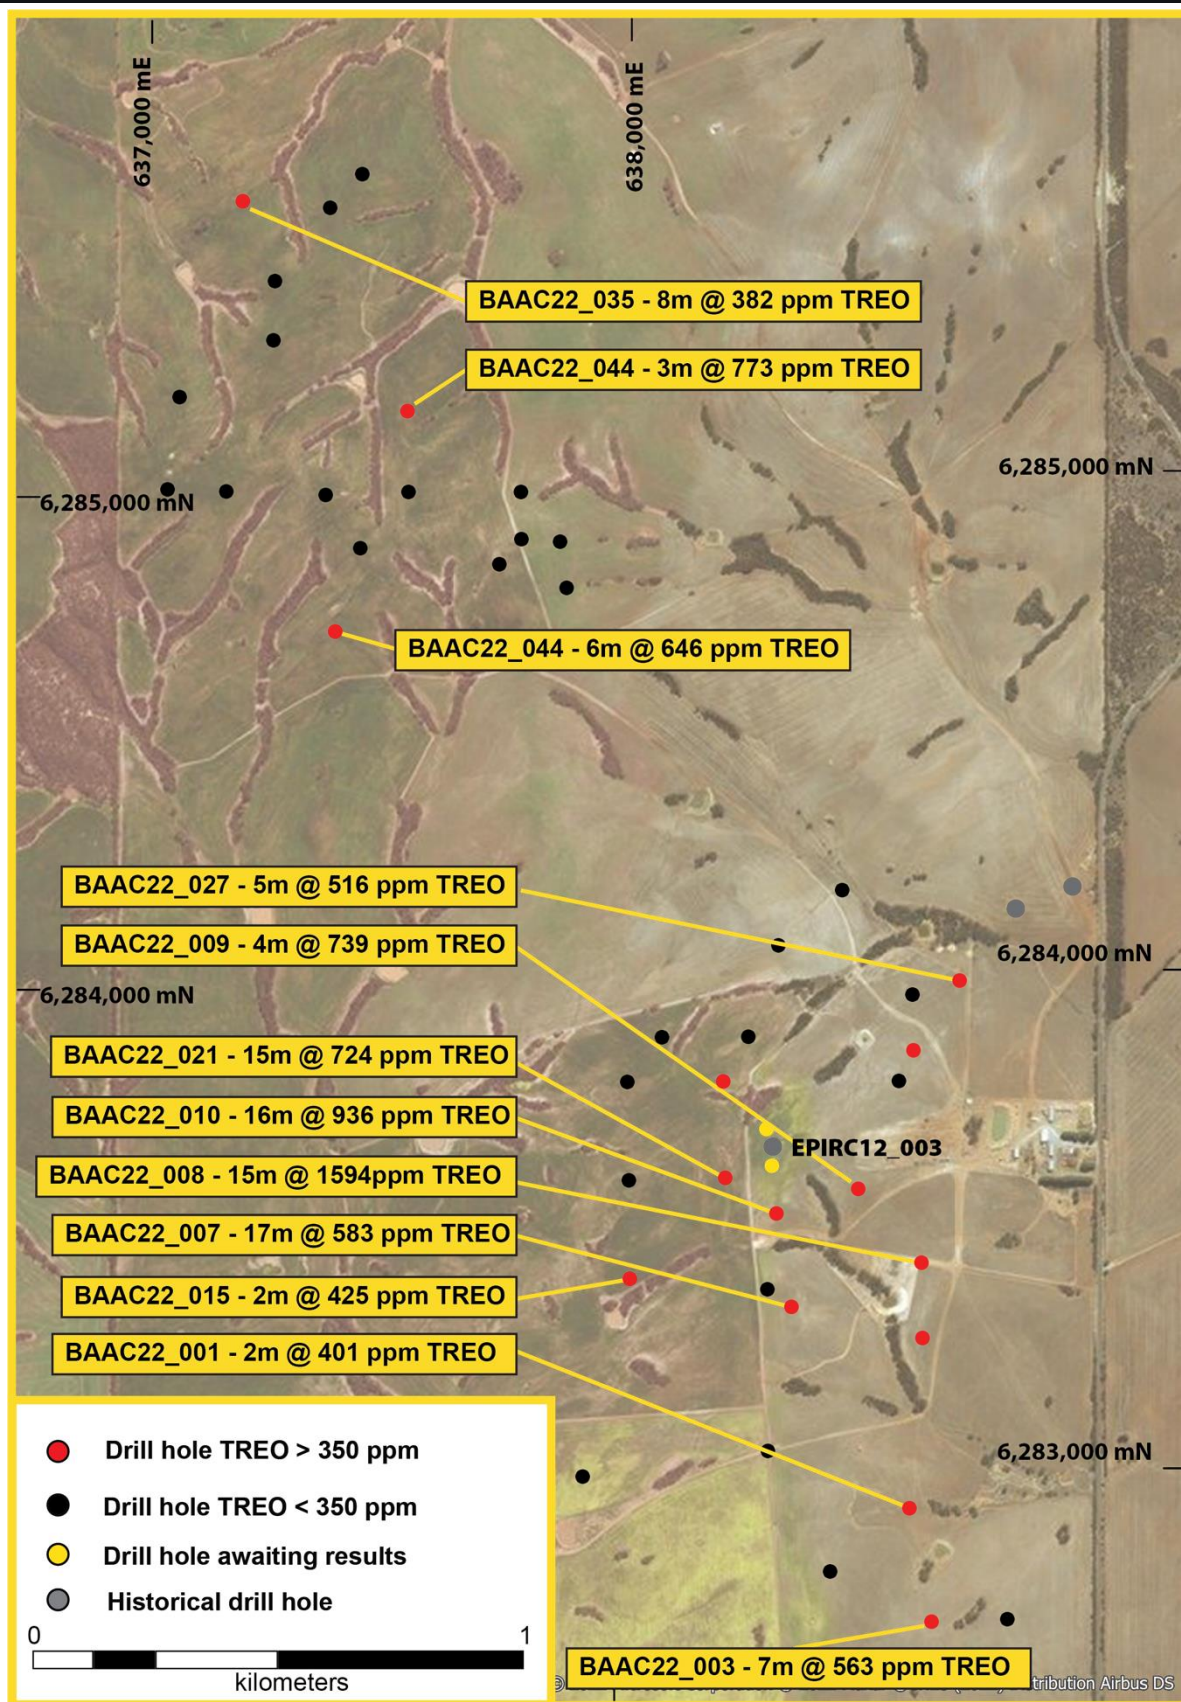 637,000 mE
638,000 mE
BAAC22_035 - 8m @ 382 ppm TREO
BAAC22_044 - 3m @ 773 ppm TREO
6,285,000 mN
6,285,000 mN
BAAC22_044 - 6m @ 646 ppm TREO
BAAC22_027 - 5m @ 516 ppm TREO
BAAC22_009 - 4m @ 739 ppm TREO
6,284,000 mN
6,284,000 mN
BAAC22_021 - 15m @ 724 ppm TREO
BAAC22_010 - 16m @ 936 ppm TREO
EPIRC12_003
BAAC22_008 - 15m @ 1594ppm TREO
BAAC22_007 - 17m @ 583 ppm TREO
BAAC22_015 - 2m @ 425 ppm TREO
BAAC22_001 - 2m @ 401 ppm TREO
6,283,000 mN
Drill hole TREO > 350 ppm
Drill hole TREO < 350 ppm
Drill hole awaiting results
Historical drill hole
0 1
kilometers
BAAC22_003 - 7m @ 563 ppm TREO
Airbus DS